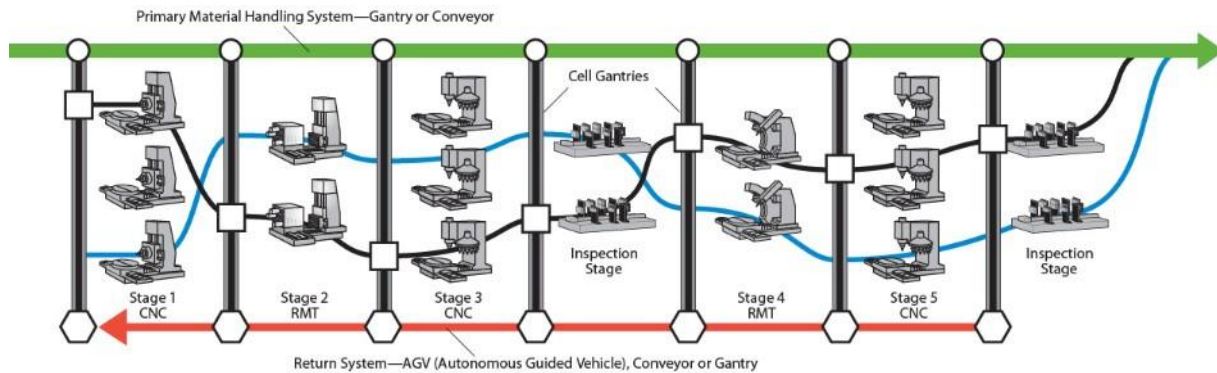 Primary Material Handling System—Gantry or Conveyor
Cell Gantries
Inspection
Stage
Inspection
Stage
Stage 1
CNC
Stage 2
RMT
Stage 3
CNC
Stage 4
RMT
Stage 5
CNC
Return System—AGV (Autonomous Guided Vehicle), Conveyor or Gantry